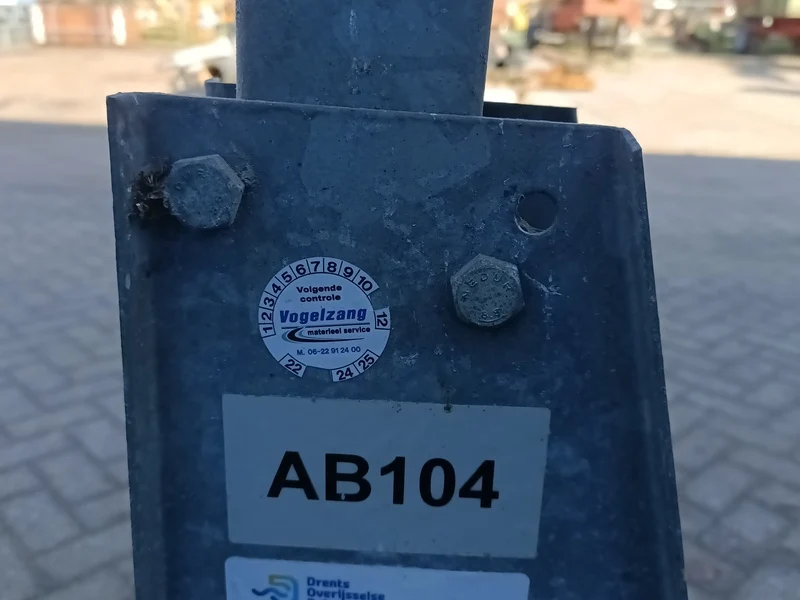 1 2 3 4 5 6 7 8 9 10 12
Volgende
controle
Vogelzang
materieel service
M. 06-22 91 24 00
22 24 25
AB104
Drents
Overijsselse